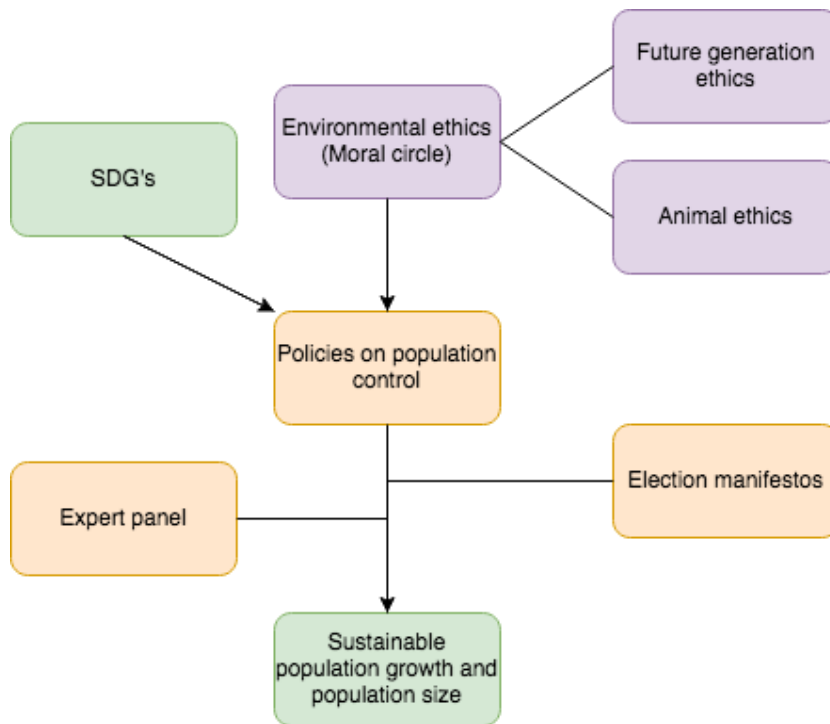 Future generation
ethics
Environmental ethics
(Moral circle)
SDG's
Animal ethics
Policies on population
control
Election manifestos
Expert panel
Sustainable
population growth and
population size